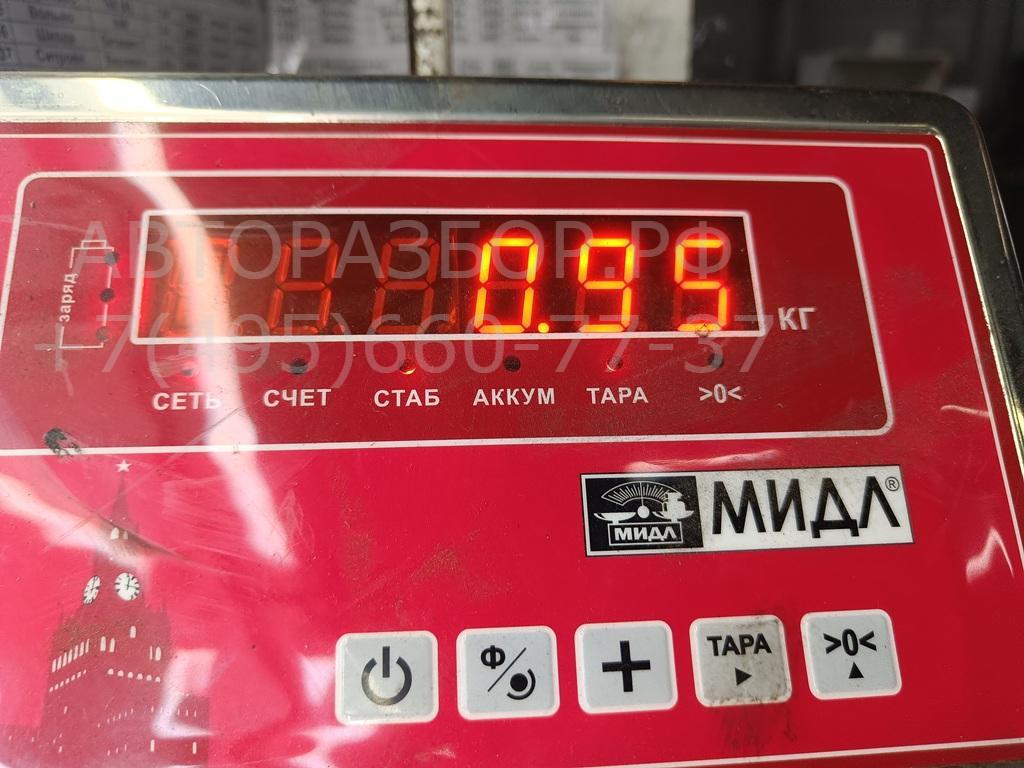 АВТОРАЗБОР.РФ
+7(495)660-77-37
заряд
0.95
КГ
СЕТЬ СЧЕТ СТАБ АККУМ ТАРА >0<
МИДЛ МИДЛ®
Ф ТАРА >0<